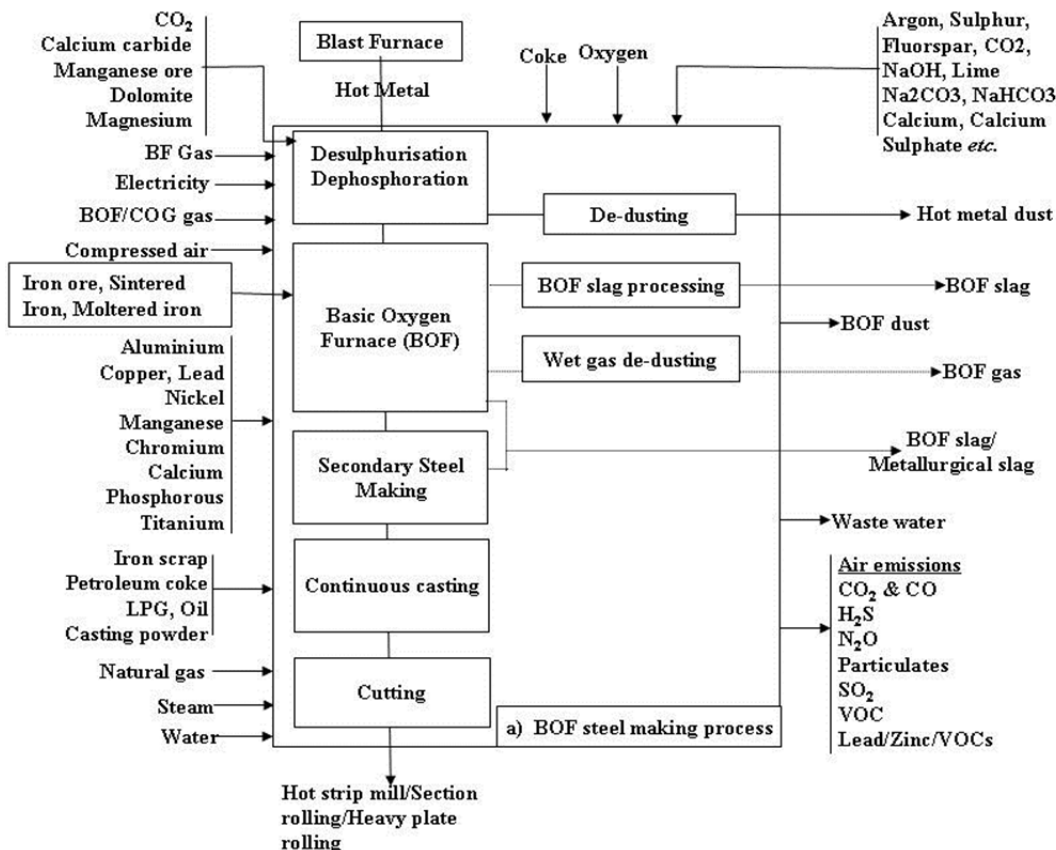 CO2
Calcium carbide
Manganese ore
Dolomite
Magnesium
Blast Furnace
Hot Metal
Coke
Oxygen
Argon, Sulphur,
Fluorspar, CO2,
NaOH, Lime
Na2CO3, NaHCO3
Calcium, Calcium
Sulphate etc.
BF Gas
Electricity
BOF/COG gas
Compressed air
Iron ore, Sintered
Iron, Moltered iron
Aluminium
Copper, Lead
Nickel
Manganese
Chromium
Calcium
Phosphorous
Titanium
Iron scrap
Petroleum coke
LPG, Oil
Casting powder
Natural gas
Steam
Water
Desulphurisation
Dephosphoration
Basic Oxygen
Furnace (BOF)
Secondary Steel
Making
Continuous casting
Cutting
De-dusting
BOF slag processing
Wet gas de-dusting
a) BOF steel making process
Hot metal dust
BOF slag
BOF dust
BOF gas
BOF slag/
Metallurgical slag
Waste water
Air emissions
CO2 & CO
H2S
N2O
Particulates
SO2
VOC
Lead/Zinc/VOCs
Hot strip mill/Section
rolling/Heavy plate
rolling